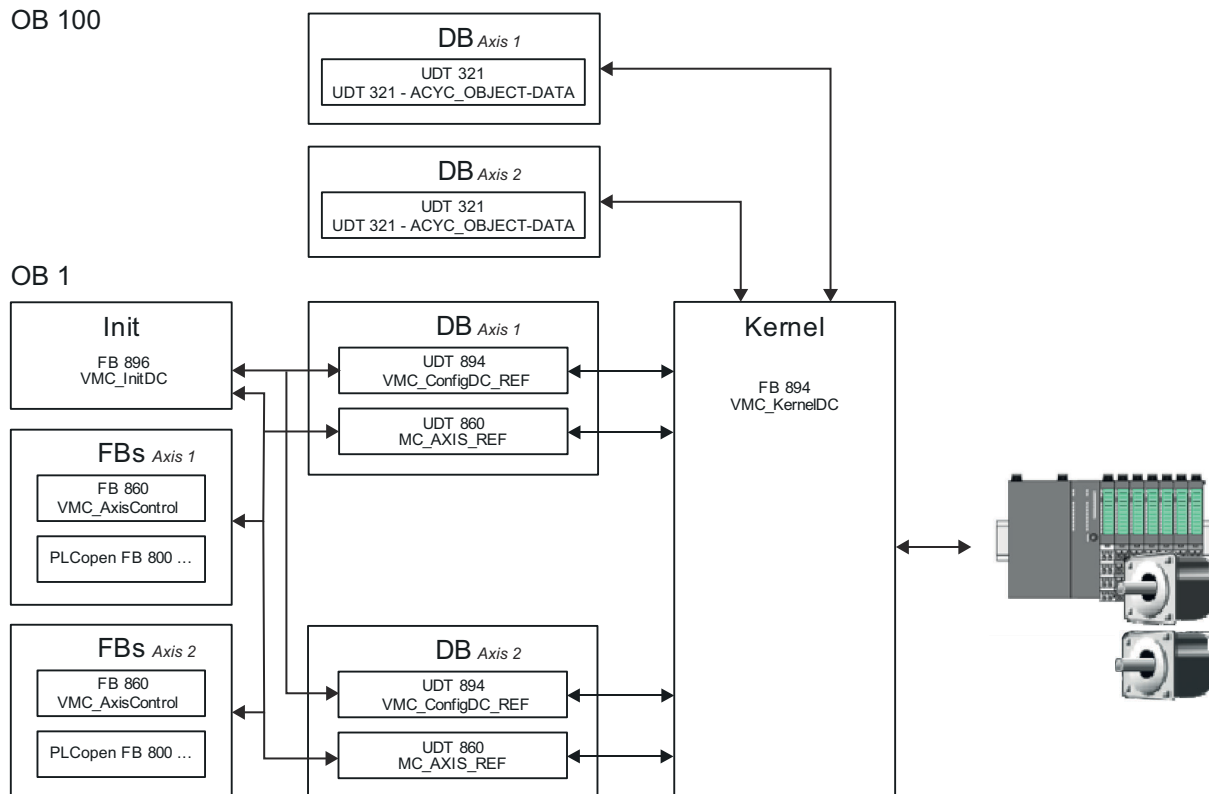 OB 100
DB Axis 1
UDT 321
UDT 321 - ACYC_OBJECT-DATA
DB Axis 2
UDT 321
UDT 321 - ACYC_OBJECT-DATA
OB 1
Init
FB 896
VMC_InitDC
DB Axis 1
UDT 894
VMC_ConfigDC_REF
UDT 860
MC_AXIS_REF
Kernel
FB 894
VMC_KernelDC
FBs Axis 1
FB 860
VMC_AxisControl
PLCopen FB 800 ...
FBs Axis 2
FB 860
VMC_AxisControl
PLCopen FB 800 ...
DB Axis 2
UDT 894
VMC_ConfigDC_REF
UDT 860
MC_AXIS_REF